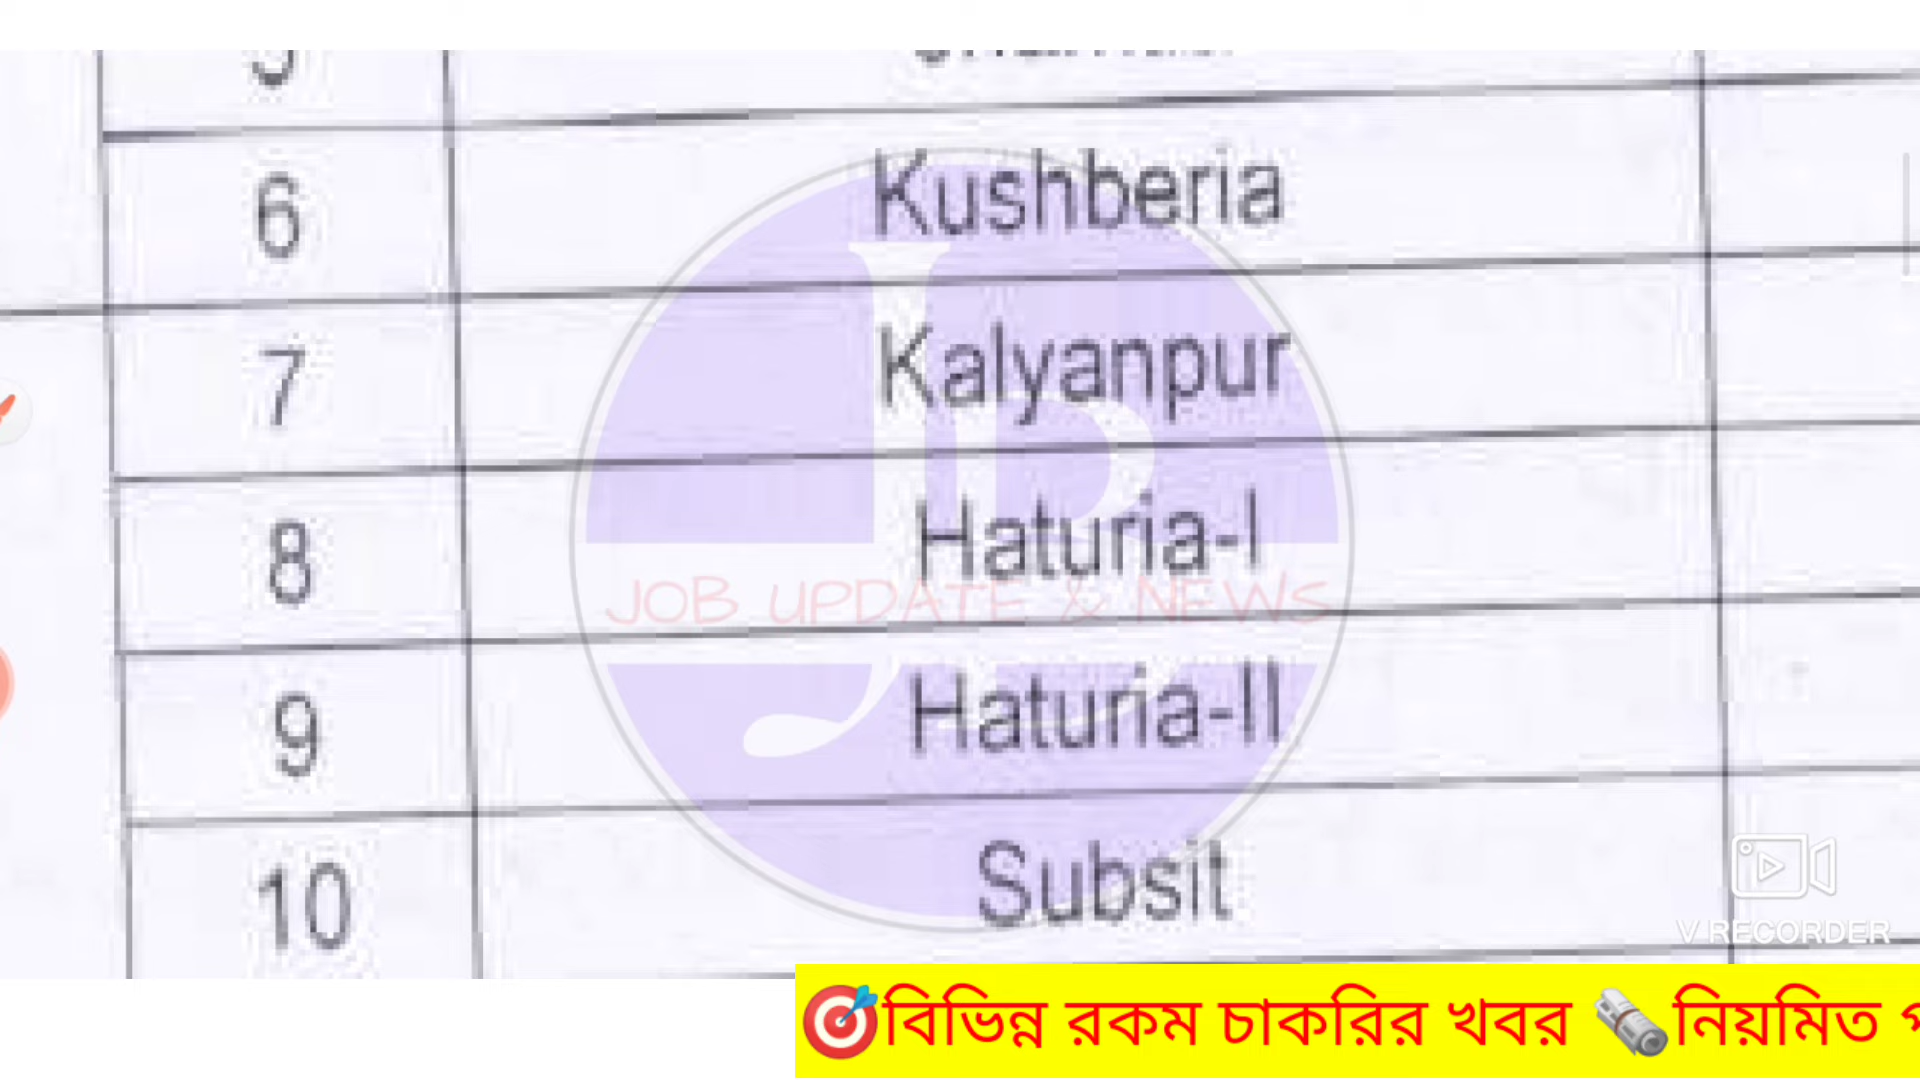 6 Kushberia
7 Kalyanpur
8 Haturia-I
JOB UPDATE & NEWS
9 Haturia-II
10 Subsit
V RECORDER
🎯বিভিন্ন রকম চাকরির খবর 🗞️নিয়মিত